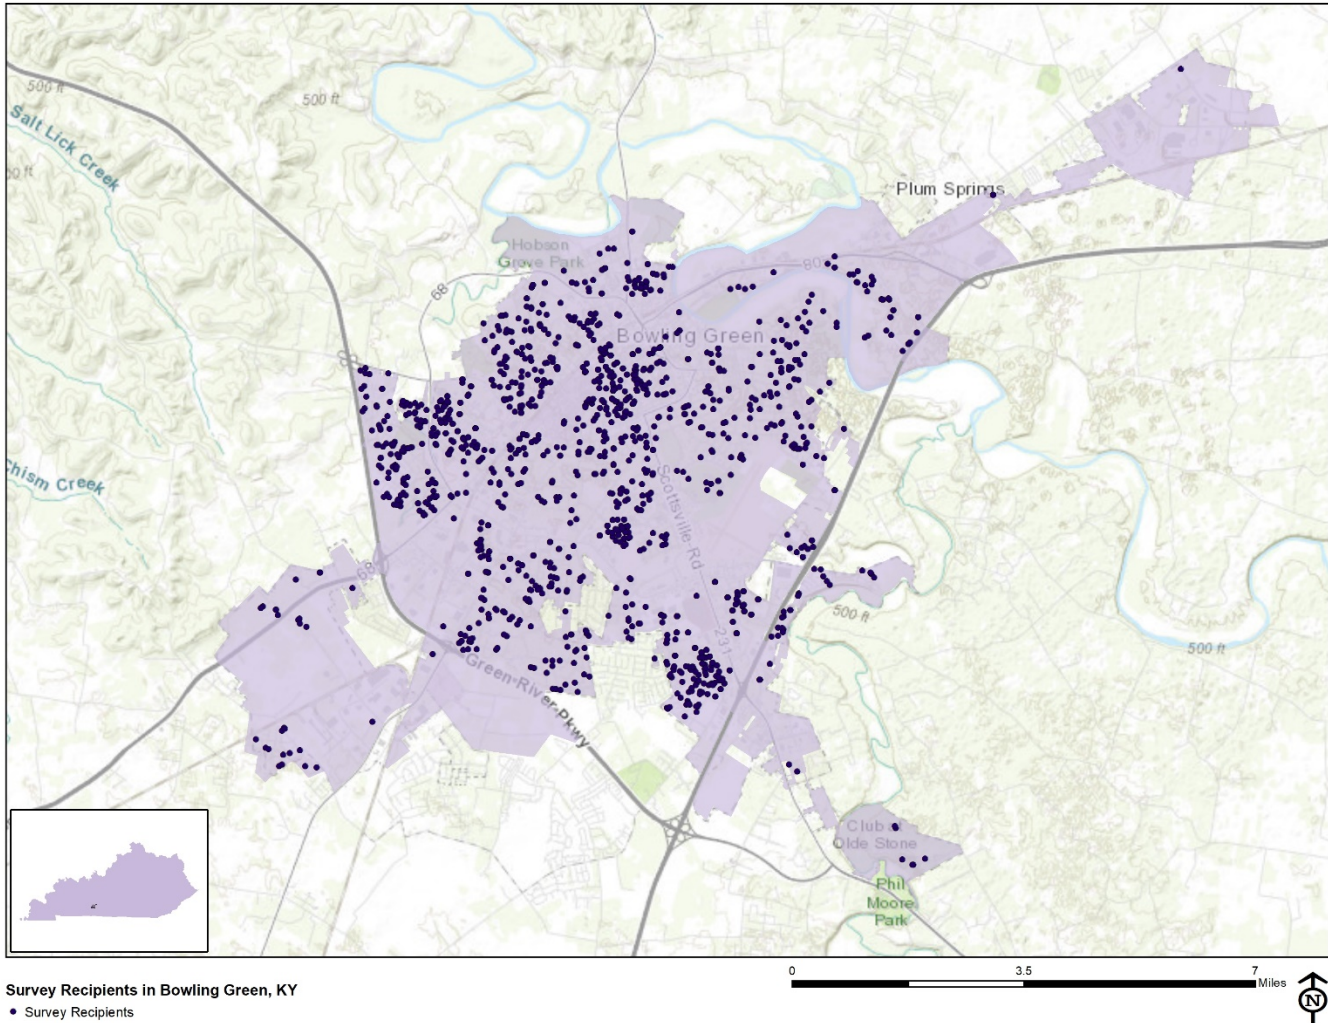 500 ft
Salt Lick Creek
500 ft
00 ft
Plum Springs
Hobson
Grove Park
80
68
Bowling Green
Scottsville-Rd
Chism Creek
68
500 ft
231
500 ft
Green-River-Pkwy
Club at
Olde Stone
Phil
Moore
Park
0 3.5 7
Miles
Survey Recipients in Bowling Green, KY
Survey Recipients
N